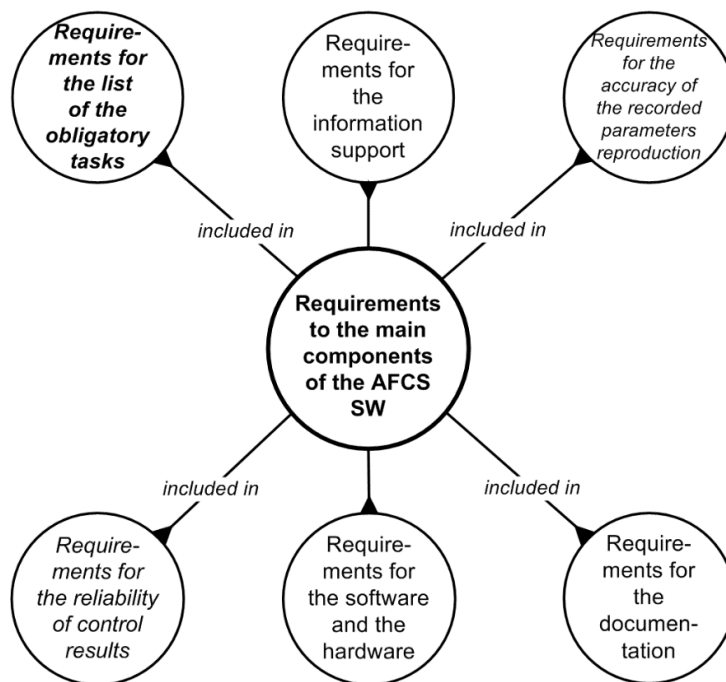 Require-
ments for
the list
of the
obligatory
tasks
Require-
ments for
the
information
support
Requirements
for the
accuracy of
the recorded
parameters
reproduction
included in
included in
Requirements
to the main
components
of the AFCS
SW
included in
included in
Require-
ments for
the reliability
of control
results
Require-
ments for
the software
and the
hardware
Require-
ments for
the
documen-
tation